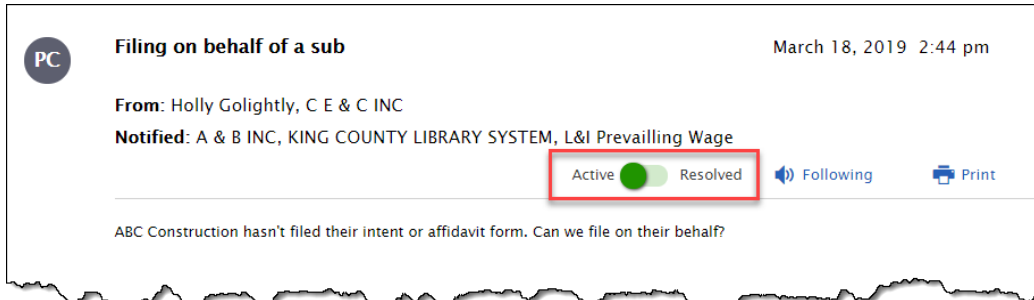 PC
Filing on behalf of a sub
March 18, 2019 2:44 pm
From: Holly Golightly, C E & C INC
Notified: A & B INC, KING COUNTY LIBRARY SYSTEM, L&I Prevailling Wage
Active Resolved Following Print
ABC Construction hasn't filed their intent or affidavit form. Can we file on their behalf?